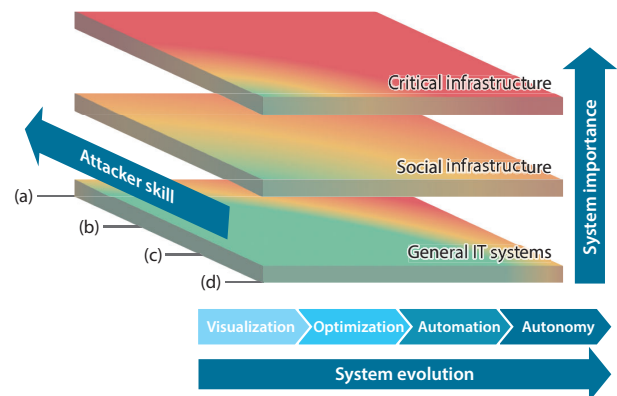 Critical infrastructure
Social infrastructure
General IT systems
System importance
Attacker skill
(a)
(b)
(c)
(d)
Visualization
Optimization
Automation
Autonomy
System evolution